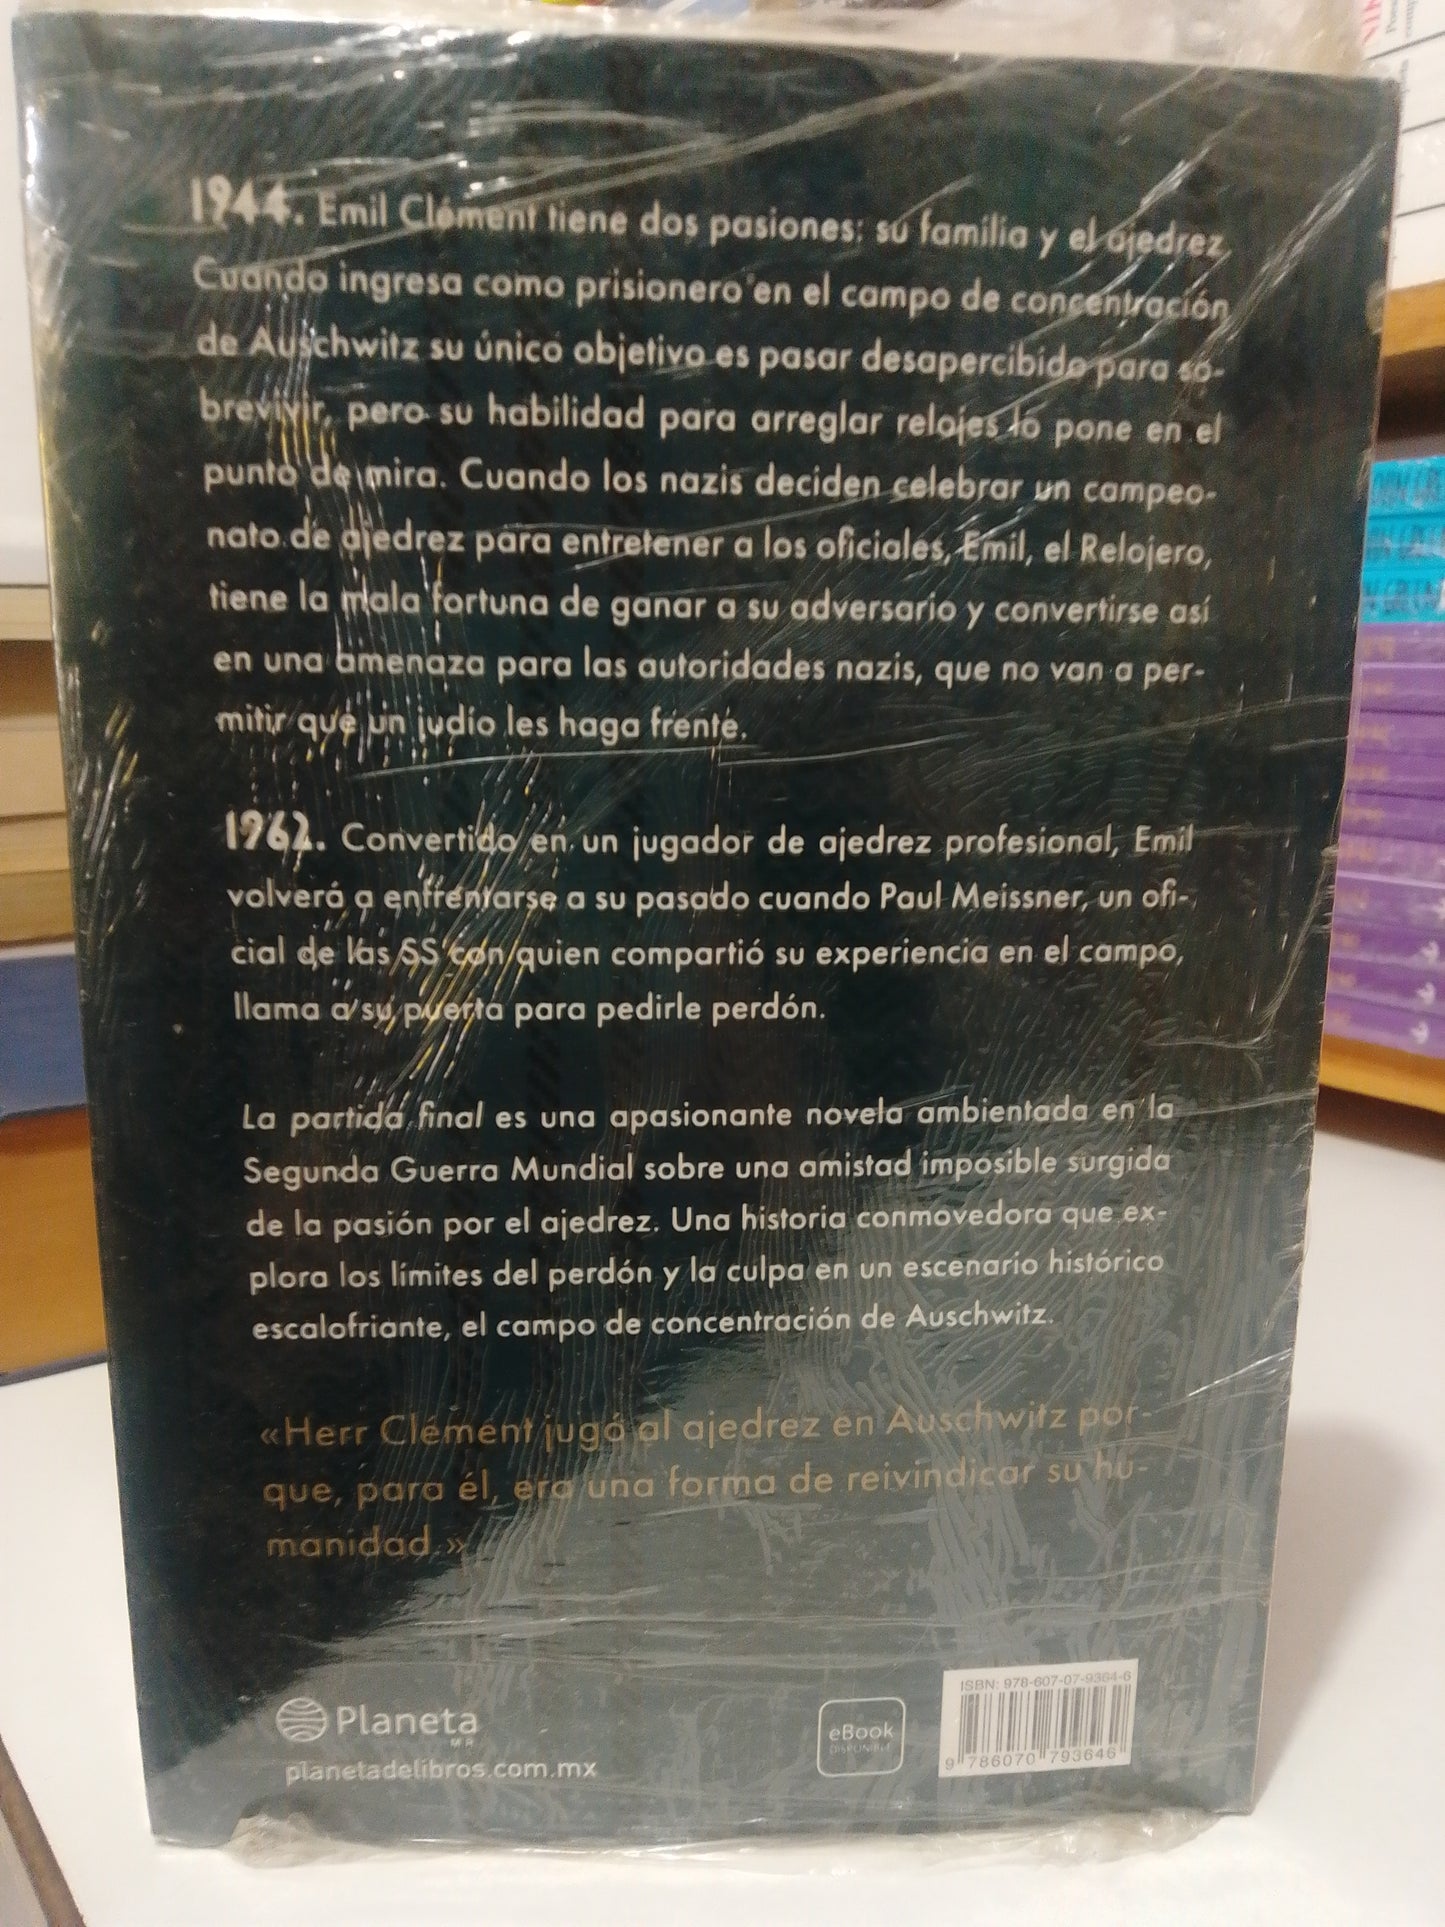 1944. Emil Clément tiene dos pasiones: su familia y el ajedrez.
Cuando ingresa como prisionero en el campo de concentración
de Auschwitz su único objetivo es pasar desapercibido para so-
brevivir, pero su habilidad para arreglar relojes lo pone en el
punto de mira. Cuando los nazis deciden celebrar un campeo-
nato de ajedrez para entretener a los oficiales, Emil, el Relojero,
tiene la mala fortuna de ganar a su adversario y convertirse así
en una amenaza para las autoridades nazis, que no van a per-
mitir que un judío les haga frente.
1962. Convertido en un jugador de ajedrez profesional, Emil
volverá a enfrentarse a su pasado cuando Paul Meissner, un ofi-
cial de las SS con quien compartió su experiencia en el campo,
llama a su puerta para pedirle perdón.
La partida final es una apasionante novela ambientada en la
Segunda Guerra Mundial sobre una amistad imposible surgida
de la pasión por el ajedrez. Una historia conmovedora que ex-
plora los límites del perdón y la culpa en un escenario histórico
escalofriante, el campo de concentración de Auschwitz.
«Herr Clément jugó al ajedrez en Auschwitz por-
que, para él, era una forma de reivindicar su hu-
manidad.»
Planeta
MR
planetadelibros.com.mx
eBook
DISPONIBLE
ISBN: 978-607-07-9364-6
9 786070 793646